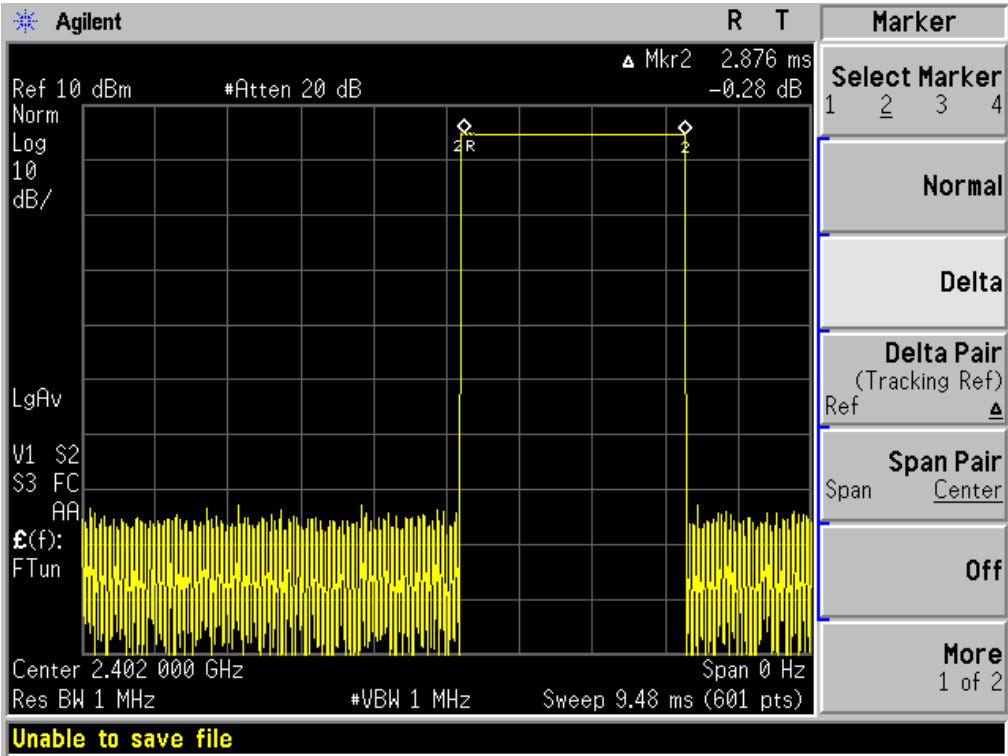 Agilent R T
Marker
Δ Mkr2 2.876 ms
Ref 10 dBm #Atten 20 dB -0.28 dB
Norm
Log
10
dB/
2R
2
LgAv
V1 S2
S3 FC
AA
£(f):
FTun
Center 2.402 000 GHz Span 0 Hz
Res BW 1 MHz #VBW 1 MHz Sweep 9.48 ms (601 pts)
Unable to save file
Select Marker
1 2 3 4
Normal
Delta
Delta Pair
(Tracking Ref)
Ref Δ
Span Pair
Span Center
Off
More
1 of 2